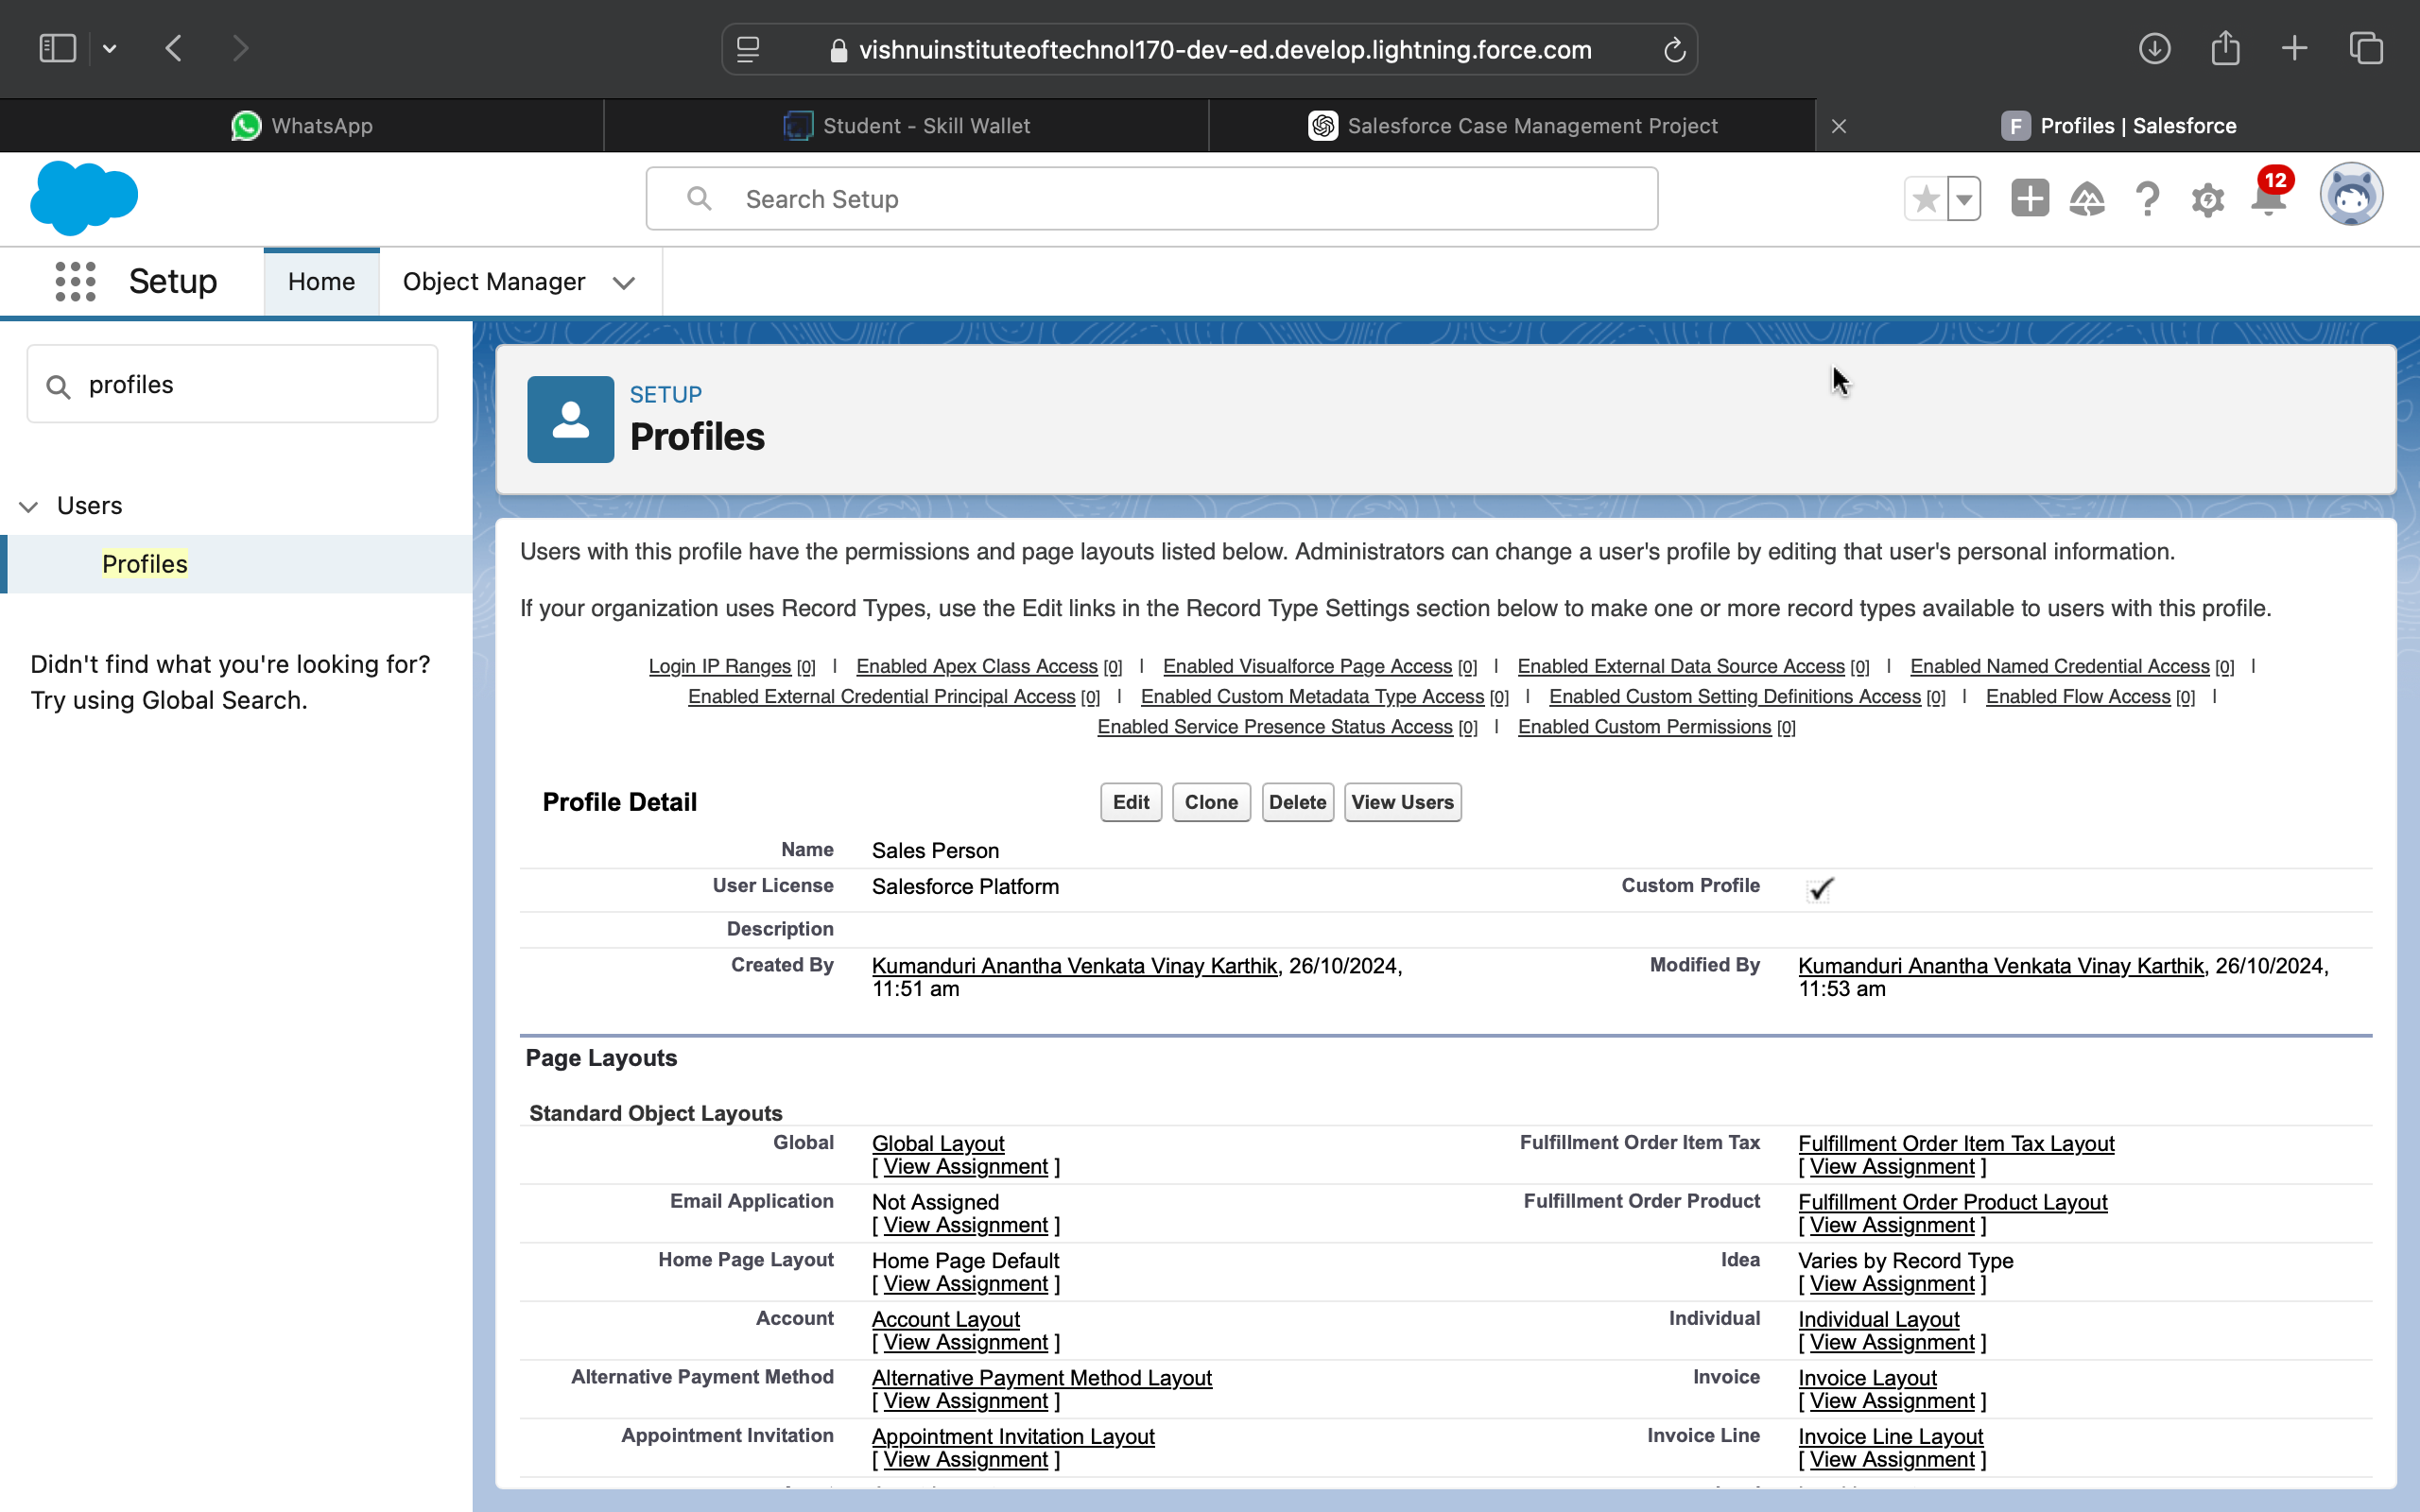 vishnuinstituteoftechnol170-dev-ed.develop.lightning.force.com
WhatsApp
Student - Skill Wallet
Salesforce Case Management Project
F Profiles | Salesforce
Search Setup
12
Setup
Home
Object Manager
profiles
Users
Profiles
Didn't find what you're looking for?
Try using Global Search.
SETUP
Profiles
Users with this profile have the permissions and page layouts listed below. Administrators can change a user's profile by editing that user's personal information.
If your organization uses Record Types, use the Edit links in the Record Type Settings section below to make one or more record types available to users with this profile.
Login IP Ranges [0] | Enabled Apex Class Access [0] | Enabled Visualforce Page Access [0] | Enabled External Data Source Access [0] | Enabled Named Credential Access [0] |
Enabled External Credential Principal Access [0] | Enabled Custom Metadata Type Access [0] | Enabled Custom Setting Definitions Access [0] | Enabled Flow Access [0] |
Enabled Service Presence Status Access [0] | Enabled Custom Permissions [0]
Profile Detail
Edit Clone Delete View Users
Name Sales Person
User License Salesforce Platform Custom Profile
Description
Created By Kumanduri Anantha Venkata Vinay Karthik, 26/10/2024, Modified By Kumanduri Anantha Venkata Vinay Karthik, 26/10/2024,
11:51 am 11:53 am
Page Layouts
Standard Object Layouts
Global Global Layout Fulfillment Order Item Tax Fulfillment Order Item Tax Layout
[ View Assignment ] [ View Assignment ]
Email Application Not Assigned Fulfillment Order Product Fulfillment Order Product Layout
[ View Assignment ] [ View Assignment ]
Home Page Layout Home Page Default Idea Varies by Record Type
[ View Assignment ] [ View Assignment ]
Account Account Layout Individual Individual Layout
[ View Assignment ] [ View Assignment ]
Alternative Payment Method Alternative Payment Method Layout Invoice Invoice Layout
[ View Assignment ] [ View Assignment ]
Appointment Invitation Appointment Invitation Layout Invoice Line Invoice Line Layout
[ View Assignment ] [ View Assignment ]